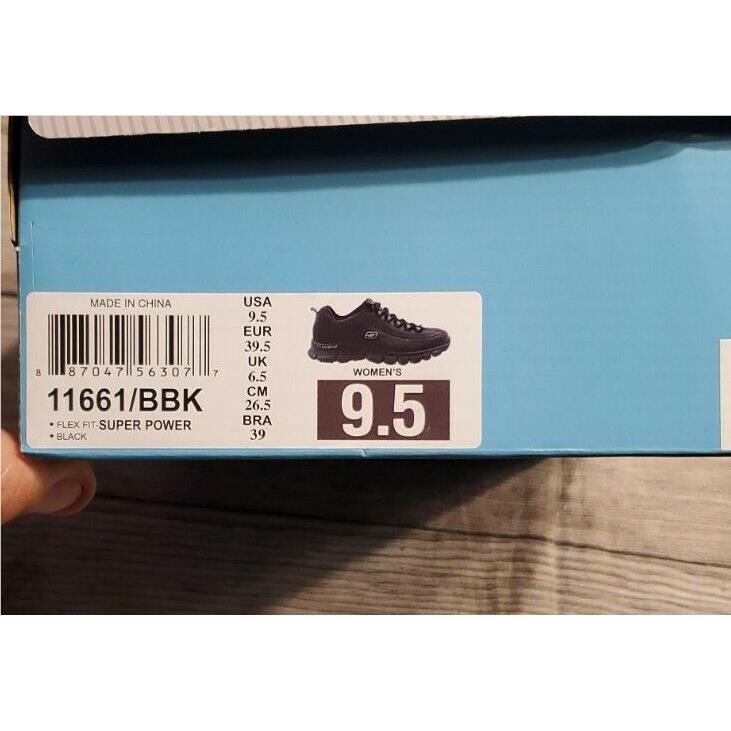 MADE IN CHINA
8 87047 56307 7
11661/BBK
• FLEX FIT-SUPER POWER
• BLACK
USA
9.5
EUR
39.5
UK
6.5
CM
26.5
BRA
39
WOMEN'S
9.5